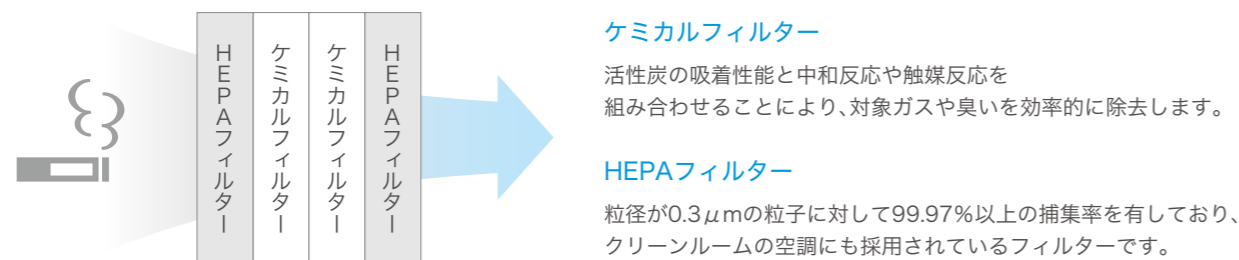 HEPAフィルター
ケミカルフィルター
ケミカルフィルター
HEPAフィルター
ケミカルフィルター
活性炭の吸着性能と中和反応や触媒反応を
組み合わせることにより、対象ガスや臭いを効率的に除去します。
HEPAフィルター
粒径が0.3μmの粒子に対して99.97%以上の捕集率を有しており、
クリーンルームの空調にも採用されているフィルターです。